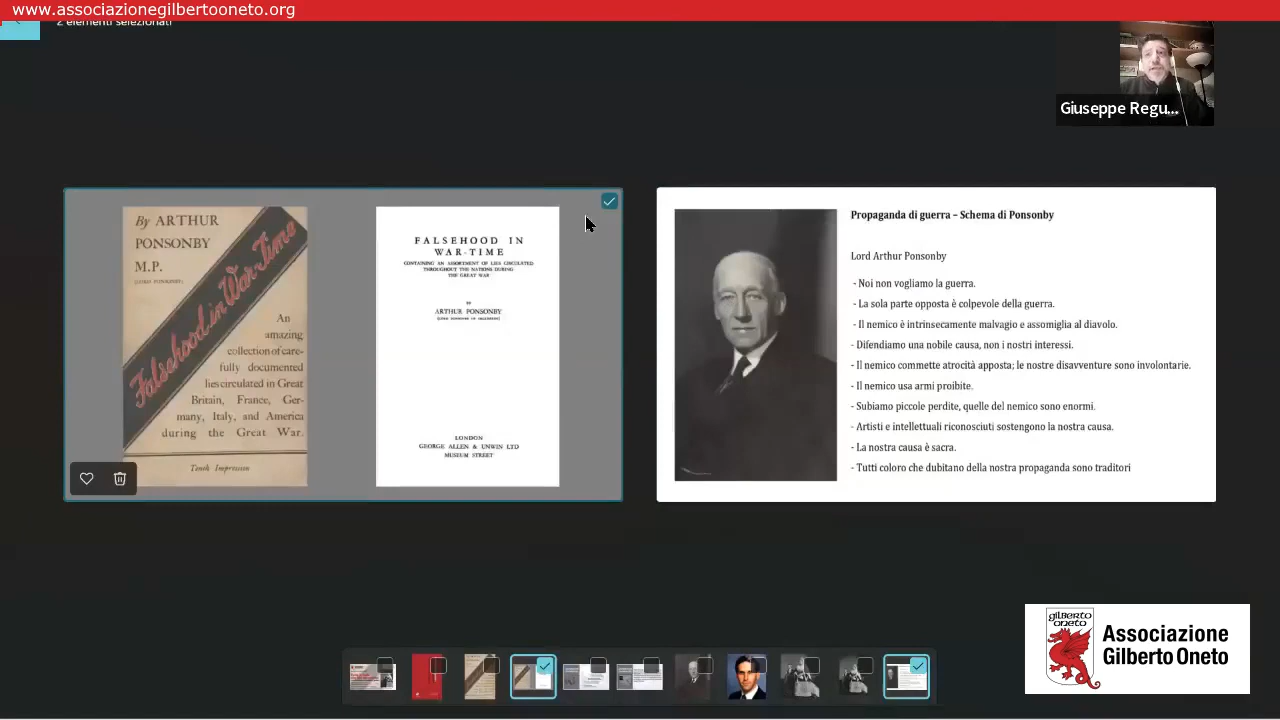 www.associazionegilbertooneto.org
2 elementi selezionati
Giuseppe Regu...
By ARTHUR
PONSONBY
M.P.
(LORD PONSONBY)
Falsehood in War-Time
An
amazing
collection of care-
fully documented
lies circulated in Great
Britain, France, Ger-
many, Italy, and America
during the Great War.
Tenth Impression
FALSEHOOD IN
WAR-TIME
CONTAINING AN ASSORTMENT OF LIES CIRCULATED
THROUGHOUT THE NATIONS DURING
THE GREAT WAR
BY
ARTHUR PONSONBY
LONDON
GEORGE ALLEN & UNWIN LTD
MUSEUM STREET
Propaganda di guerra – Schema di Ponsonby
Lord Arthur Ponsonby
- Noi non vogliamo la guerra.
- La sola parte opposta è colpevole della guerra.
- Il nemico è intrinsecamente malvagio e assomiglia al diavolo.
- Difendiamo una nobile causa, non i nostri interessi.
- Il nemico commette atrocità apposta; le nostre disavventure sono involontarie.
- Il nemico usa armi proibite.
- Subiamo piccole perdite, quelle del nemico sono enormi.
- Artisti e intellettuali riconosciuti sostengono la nostra causa.
- La nostra causa è sacra.
- Tutti coloro che dubitano della nostra propaganda sono traditori
gilberto
oneto
Associazione
Gilberto Oneto